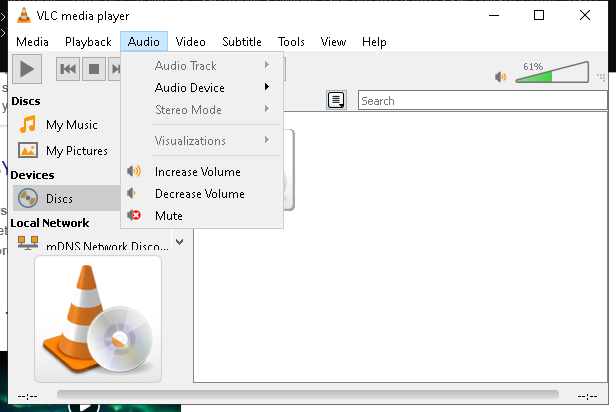 VLC media player
Media Playback Audio Video Subtitle Tools View Help
61%
Audio Track
Audio Device
Stereo Mode
Visualizations
Increase Volume
Decrease Volume
Mute
Search
Discs
My Music
My Pictures
Devices
Discs
Local Network
mDNS Network Disco...
--:-- --:--